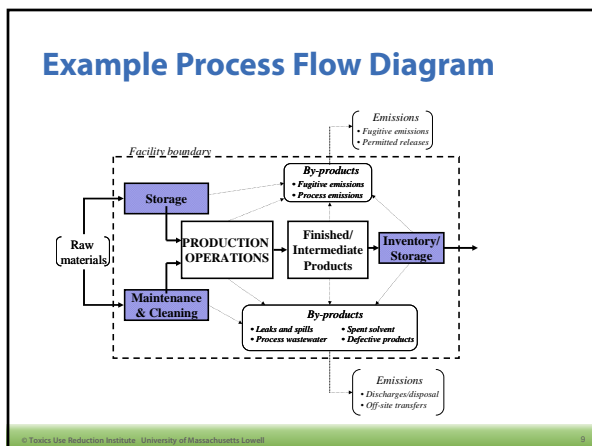 Example Process Flow Diagram
Emissions
• Fugitive emissions
• Permitted releases
Facility boundary
By-products
• Fugitive emissions
• Process emissions
Storage
Raw
materials
PRODUCTION
OPERATIONS
Finished/
Intermediate
Products
Inventory/
Storage
Maintenance
& Cleaning
By-products
• Leaks and spills • Spent solvent
• Process wastewater • Defective products
Emissions
• Discharges/disposal
• Off-site transfers
© Toxics Use Reduction Institute University of Massachusetts Lowell
9